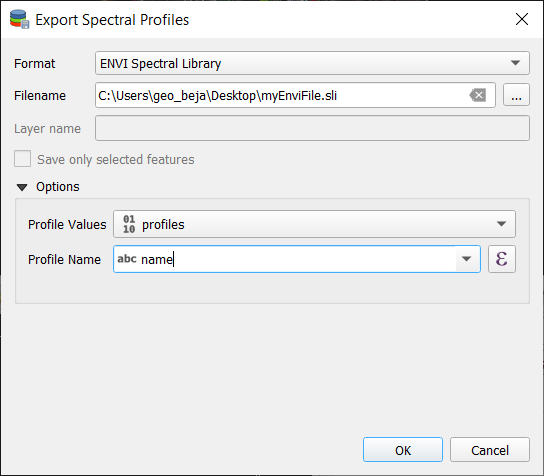 Export Spectral Profiles
Format ENVI Spectral Library
Filename C:\Users\geo_beja\Desktop\myEnviFile.sli ...
Layer name
Save only selected features
Options
Profile Values 01 10 profiles
Profile Name abc name ε
OK Cancel